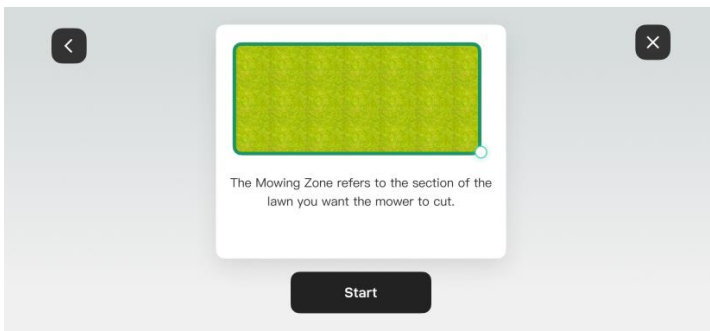 The Mowing Zone refers to the section of the
lawn you want the mower to cut.
Start